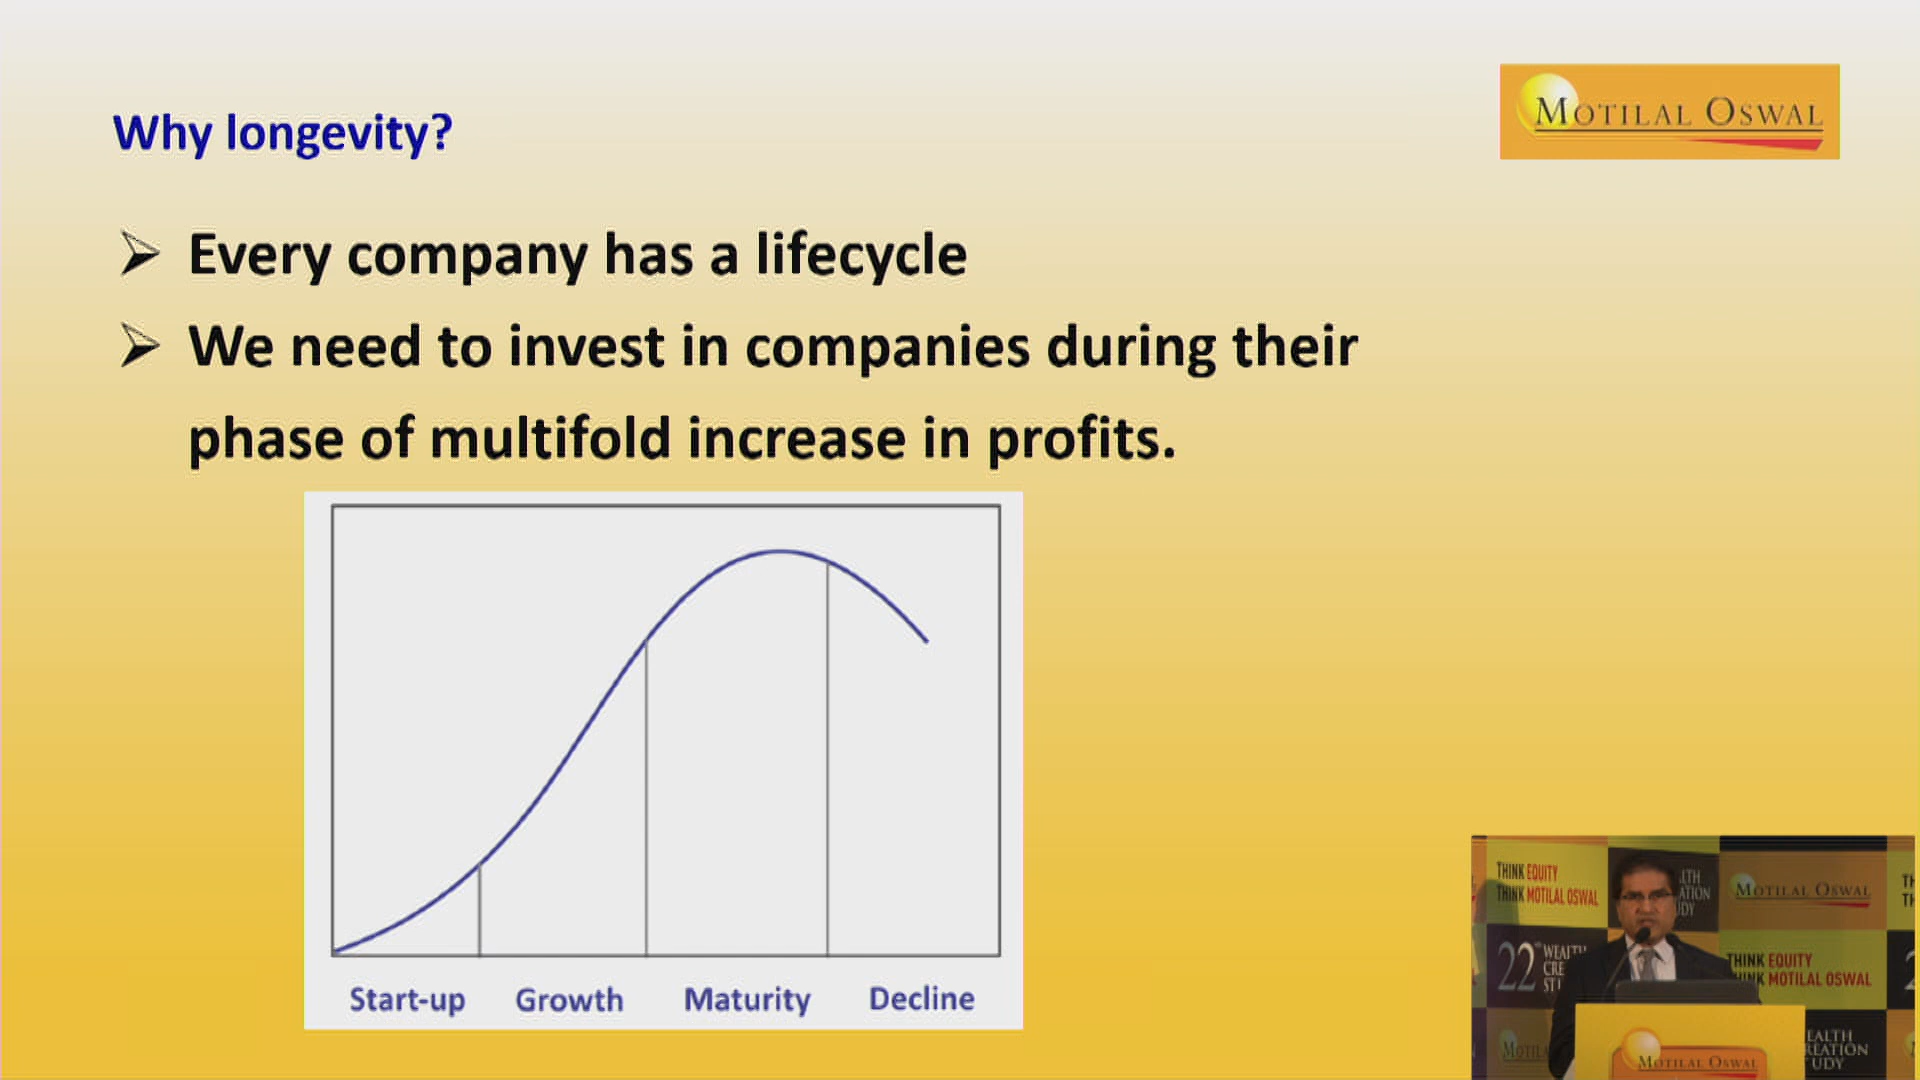 Why longevity?
MOTILAL OSWAL
Every company has a lifecycle
We need to invest in companies during their
phase of multifold increase in profits.
Start-up Growth Maturity Decline
THINK EQUITY
THINK MOTILAL OSWAL
MOTILAL OSWAL
22
THINK EQUITY
MOTILAL OSWAL
MOTILAL OSWAL